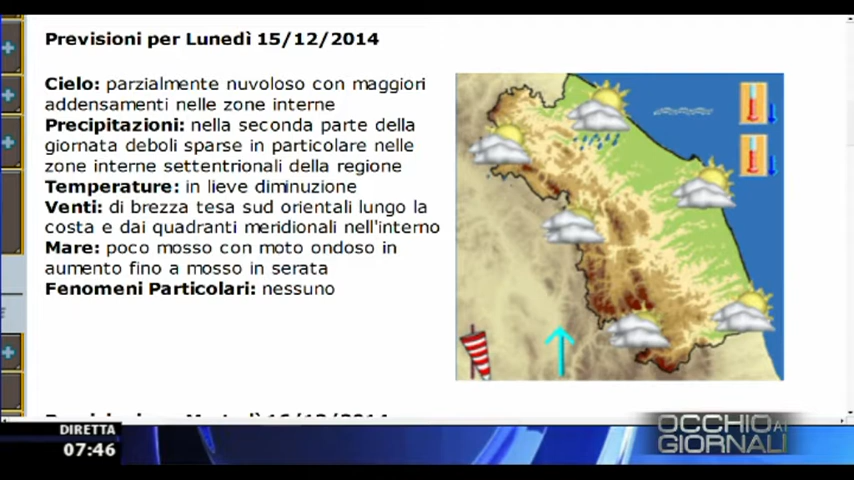 Previsioni per Lunedì 15/12/2014
Cielo: parzialmente nuvoloso con maggiori
addensamenti nelle zone interne
Precipitazioni: nella seconda parte della
giornata deboli sparse in particolare nelle
zone interne settentrionali della regione
Temperature: in lieve diminuzione
Venti: di brezza tesa sud orientali lungo la
costa e dai quadranti meridionali nell'interno
Mare: poco mosso con moto ondoso in
aumento fino a mosso in serata
Fenomeni Particolari: nessuno
DIRETTA
07:46
OCCHIO AI
GIORNALI